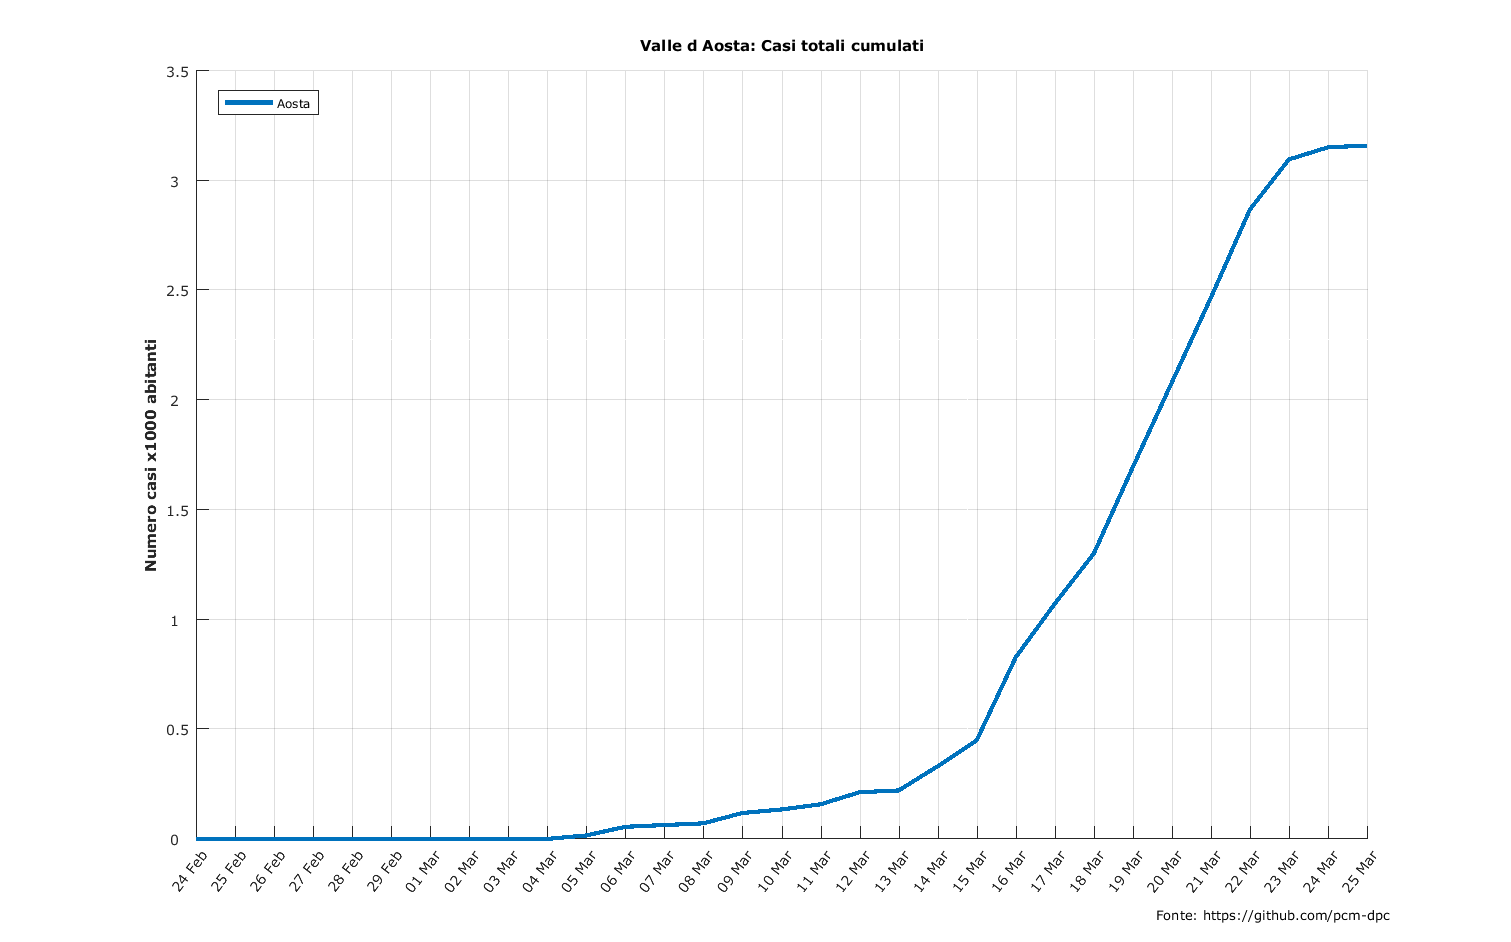 Valle d Aosta: Casi totali cumulati
Aosta
Numero casi x1000 abitanti
3.5
3
2.5
2
1.5
1
0.5
0
24 Feb
25 Feb
26 Feb
27 Feb
28 Feb
29 Feb
01 Mar
02 Mar
03 Mar
04 Mar
05 Mar
06 Mar
07 Mar
08 Mar
09 Mar
10 Mar
11 Mar
12 Mar
13 Mar
14 Mar
15 Mar
16 Mar
17 Mar
18 Mar
19 Mar
20 Mar
21 Mar
22 Mar
23 Mar
24 Mar
25 Mar
Fonte: https://github.com/pcm-dpc